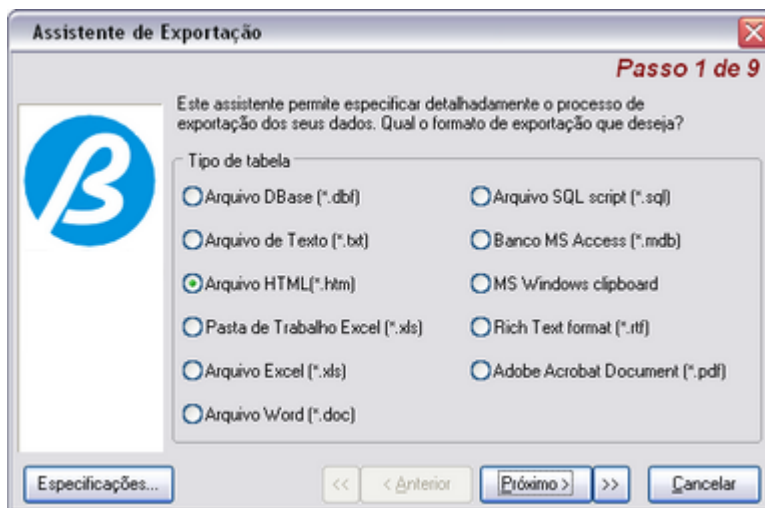 Assistente de Exportação
Passo 1 de 9
Este assistente permite especificar detalhadamente o processo de
exportação dos seus dados. Qual o formato de exportação que deseja?
Tipo de tabela
Arquivo DBase (*.dbf)
Arquivo de Texto (*.txt)
Arquivo HTML(*.htm)
Pasta de Trabalho Excel (*.xls)
Arquivo Excel (*.xls)
Arquivo Word (*.doc)
Arquivo SQL script (*.sql)
Banco MS Access (*.mdb)
MS Windows clipboard
Rich Text format (*.rtf)
Adobe Acrobat Document (*.pdf)
Especificações...
<<
< Anterior
Próximo >
>>
Cancelar